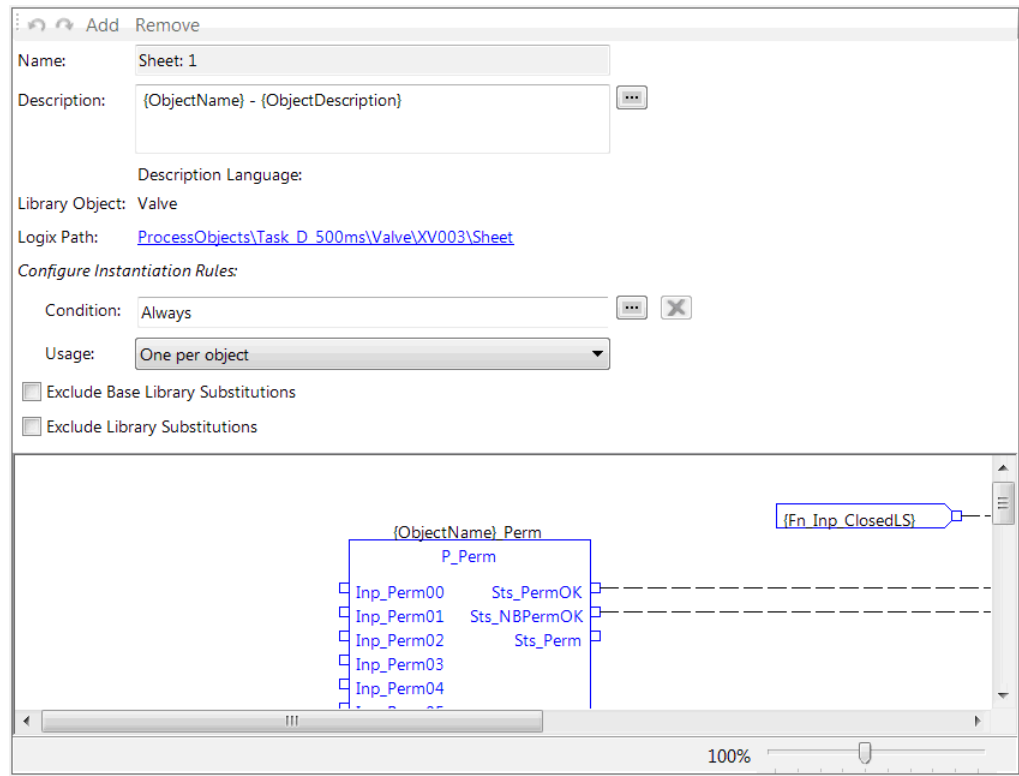 Add Remove
Name: Sheet: 1
Description: {ObjectName} - {ObjectDescription}
Description Language:
Library Object: Valve
Logix Path: ProcessObjects\Task_D_500ms\Valve\XV003\Sheet
Configure Instantiation Rules:
Condition: Always
Usage: One per object
Exclude Base Library Substitutions
Exclude Library Substitutions
{Fn_Inp_ClosedLS}
{ObjectName}_Perm
P_Perm
Inp_Perm00 Sts_PermOK
Inp_Perm01 Sts_NBPermOK
Inp_Perm02 Sts_Perm
Inp_Perm03
Inp_Perm04
100%